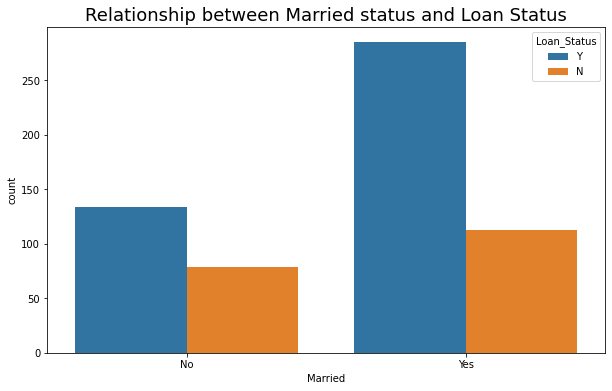 Relationship between Married status and Loan Status
Loan_Status
Y
N
250
200
150
100
50
0
count
No
Yes
Married